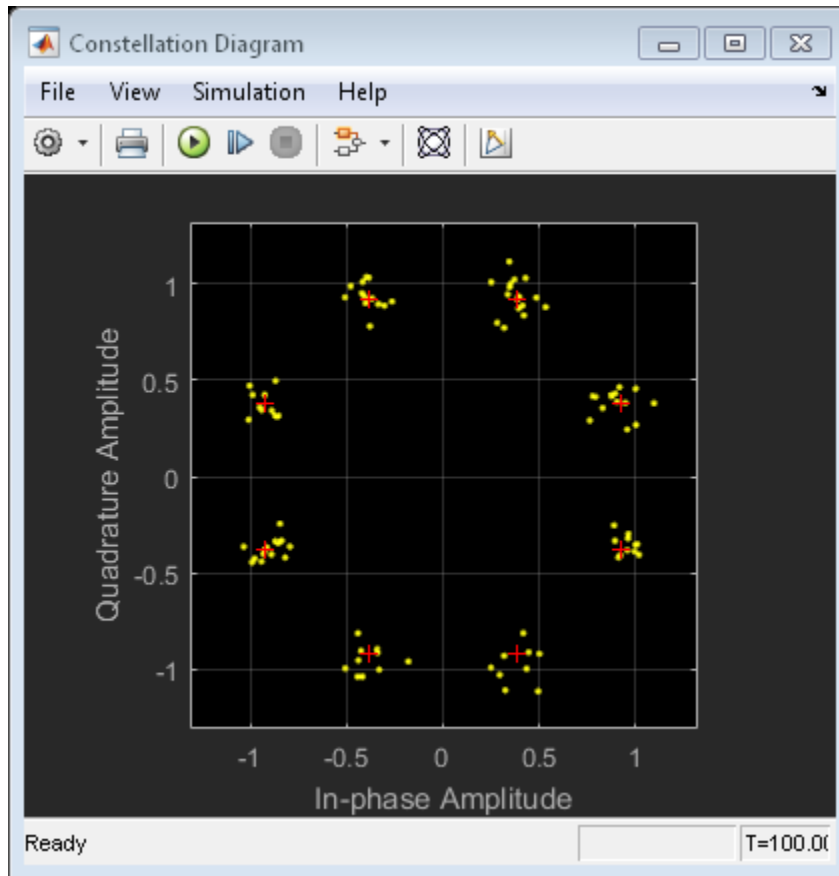 Constellation Diagram
File View Simulation Help
1
0.5
0
-0.5
-1
Quadrature Amplitude
-1 -0.5 0 0.5 1
In-phase Amplitude
Ready
T=100.00